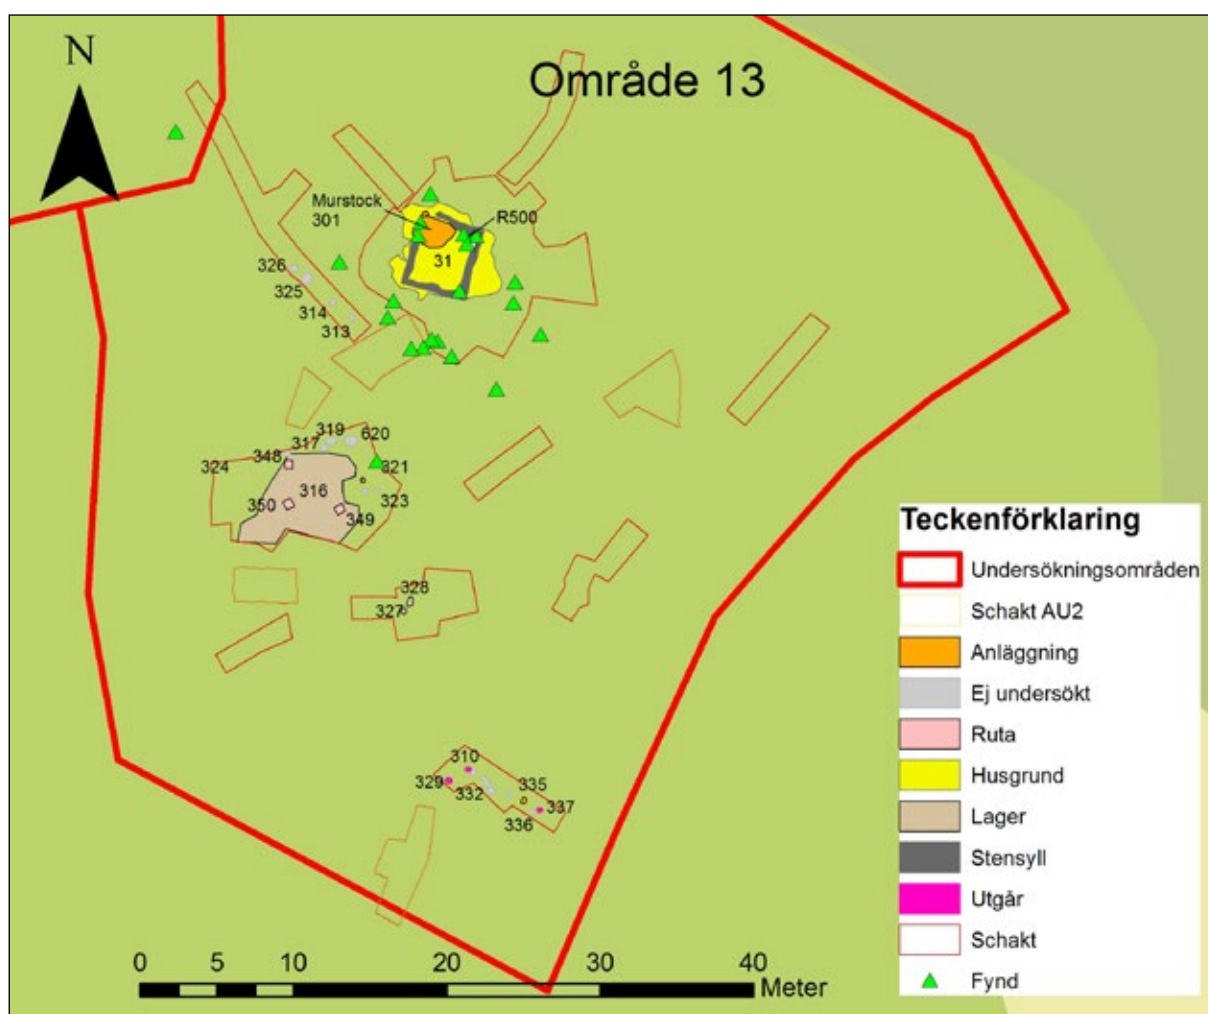 N
Område 13
Murstock
301
R500
31
326
325
314
313
319
620
317
348
324
321
316
350
323
349
328
327
310
329
335
332
337
336
Teckenförklaring
Undersökningsområden
Schakt AU2
Anläggning
Ej undersökt
Ruta
Husgrund
Lager
Stensyll
Utgår
Schakt
Fynd
0 5 10 20 30 40
Meter